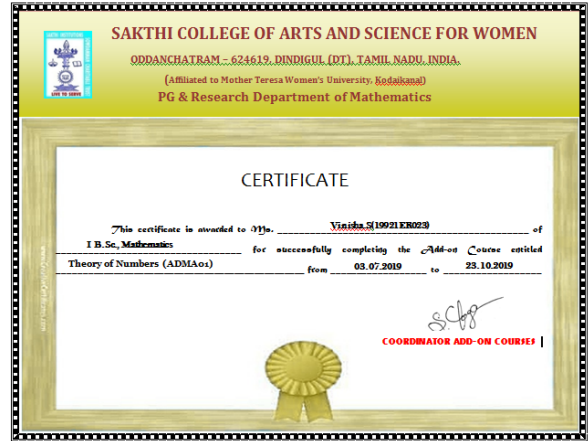 SAKTHI COLLEGE OF ARTS AND SCIENCE FOR WOMEN
ODDANCHATRAM – 624619, DINDIGUL (DT), TAMIL NADU, INDIA.
(Affiliated to Mother Teresa Women's University, Kodaikanal)
PG & Research Department of Mathematics
LIVE TO SERVE
CERTIFICATE
This certificate is awarded to Ms. Vinisha.S(19921ER023) of
I B.Sc., Mathematics for successfully completing the Add-on Course entitled
Theory of Numbers (ADMA01) from 03.07.2019 to 23.10.2019
COORDINATOR ADD-ON COURSES